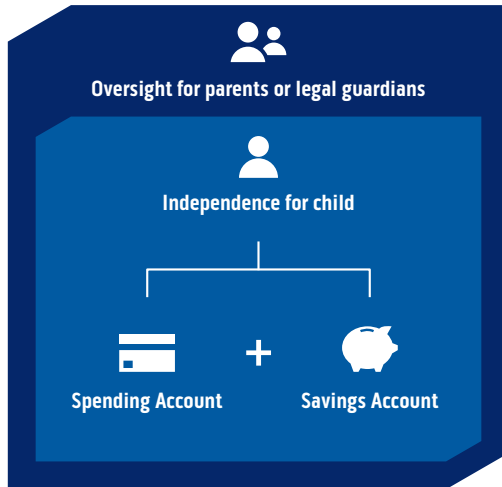 Oversight for parents or legal guardians
Independence for child
+
Spending Account
Savings Account